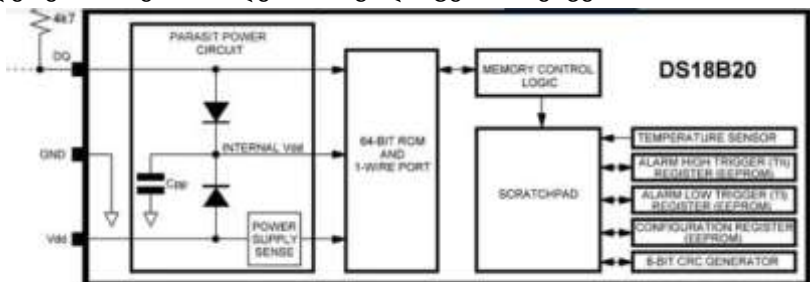 4k7
PARASIT POWER
CIRCUIT
DQ
MEMORY CONTROL
LOGIC
DS18B20
64-BIT ROM
AND
1-WIRE PORT
GND
INTERNAL Vdd
Cpp
TEMPERATURE SENSOR
ALARM HIGH TRIGGER (Th)
REGISTER (EEPROM)
SCRATCHPAD
ALARM LOW TRIGGER (Tl)
REGISTER (EEPROM)
POWER
SUPPLY
SENSE
Vdd
CONFIGURATION REGISTER
(EEPROM)
8-BIT CRC GENERATOR